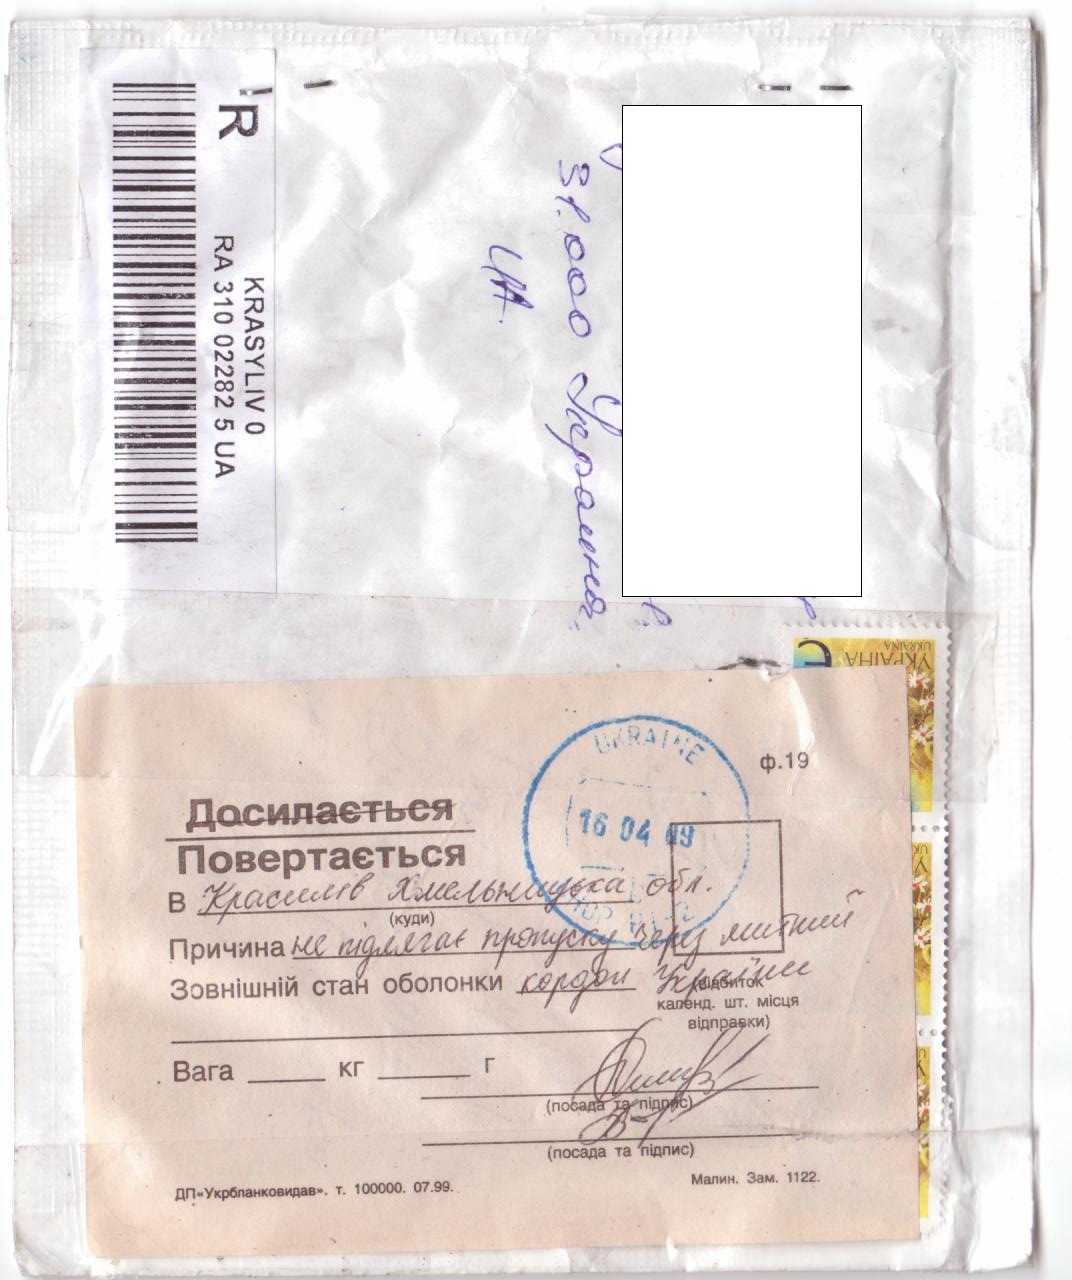 R
KRASYLIV 0
RA 310 02282 5 UA
31.000 Україна.
UA.
УКРАЇНА
UKRAINA
Є
ф.19
UKRAINE
16 04 09
Досилається
Повертається
В Красилів Хмельницька обл.
(куди)
Причина не підлягає пропуску через митний
Зовнішній стан оболонки кордон України
(відбиток
календ. шт. місця
відправки)
Вага кг г
(посада та підпис)
(посада та підпис)
ДП«Укрбланковидав». т. 100000. 07.99.
Малин. Зам. 1122.